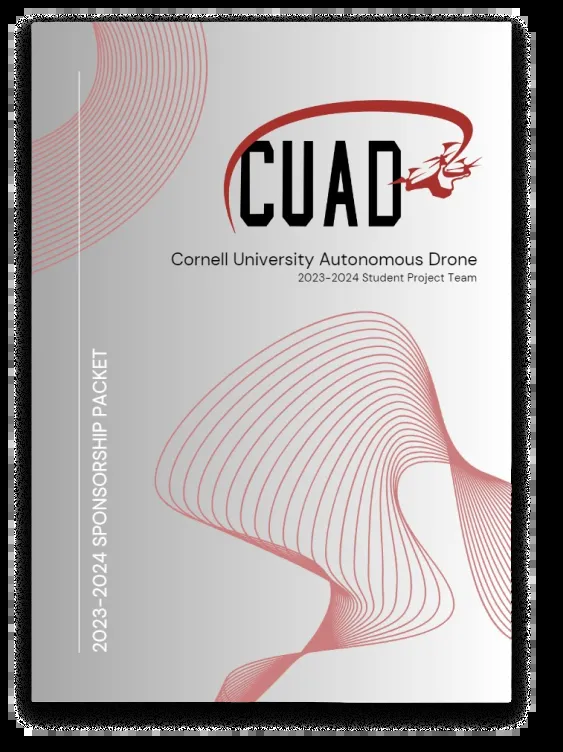 CUAD
Cornell University Autonomous Drone
2023-2024 Student Project Team
2023-2024 SPONSORSHIP PACKET